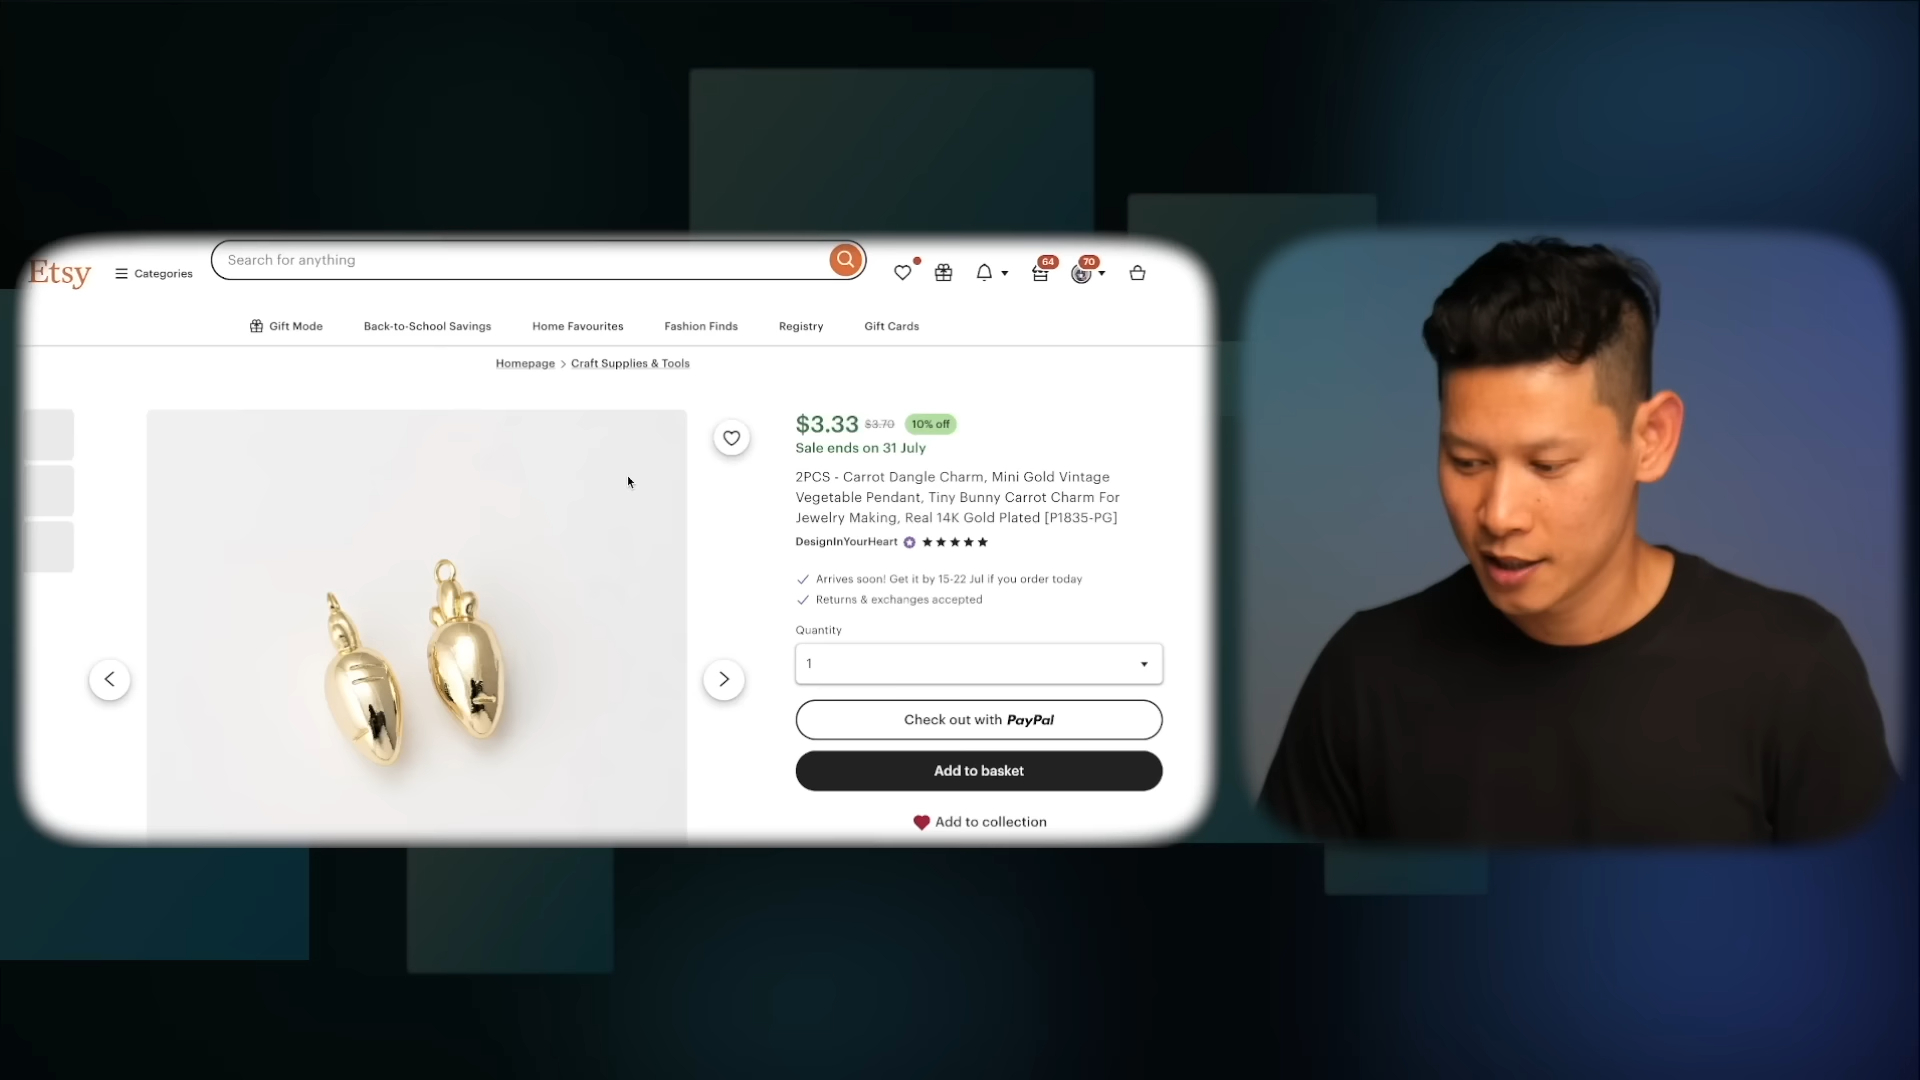 Etsy
Categories
Search for anything
64
70
Gift Mode
Back-to-School Savings
Home Favourites
Fashion Finds
Registry
Gift Cards
Homepage > Craft Supplies & Tools
$3.33 $3.70 10% off
Sale ends on 31 July
2PCS - Carrot Dangle Charm, Mini Gold Vintage
Vegetable Pendant, Tiny Bunny Carrot Charm For
Jewelry Making, Real 14K Gold Plated [P1835-PG]
DesignInYourHeart
Arrives soon! Get it by 15-22 Jul if you order today
Returns & exchanges accepted
Quantity
1
Check out with PayPal
Add to basket
Add to collection